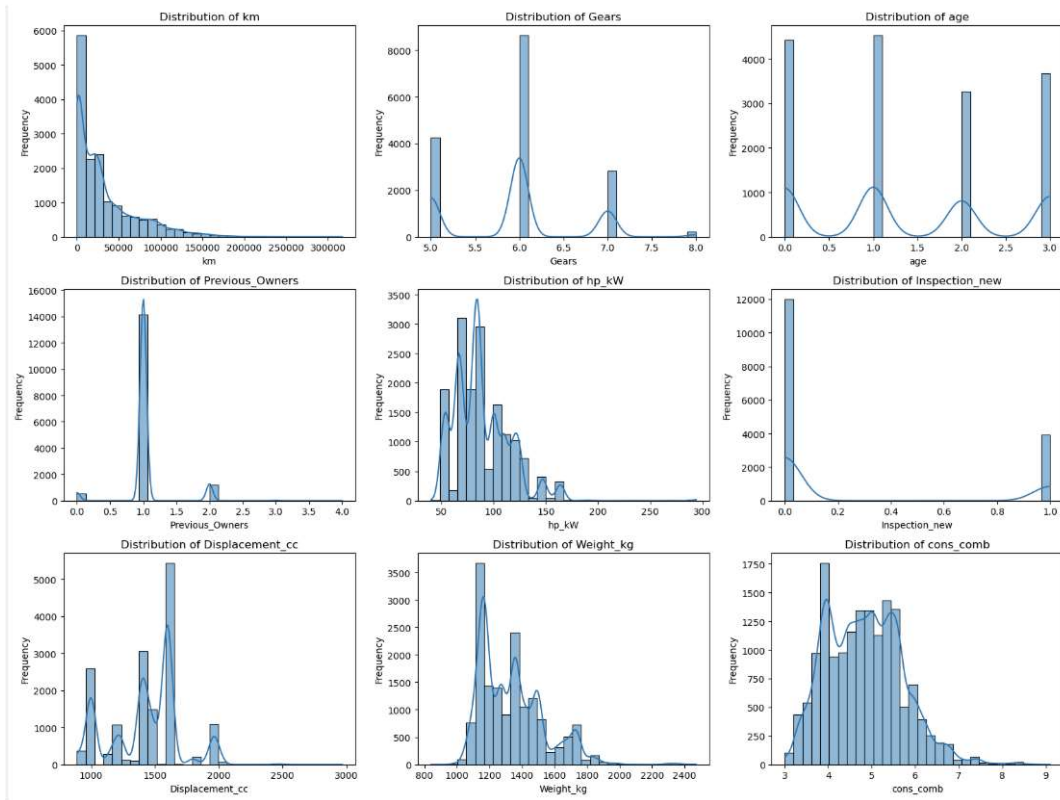 Distribution of km
Distribution of Gears
Distribution of age
6000
5000
4000
3000
2000
1000
0
Frequency
0 50000 100000 150000 200000 250000 300000
km
8000
6000
4000
2000
0
Frequency
5.0 5.5 6.0 6.5 7.0 7.5 8.0
Gears
4000
3000
2000
1000
0
Frequency
0.0 0.5 1.0 1.5 2.0 2.5 3.0
age
Distribution of Previous_Owners
Distribution of hp_kW
Distribution of Inspection_new
16000
14000
12000
10000
8000
6000
4000
2000
0
Frequency
0.0 0.5 1.0 1.5 2.0 2.5 3.0 3.5 4.0
Previous_Owners
3500
3000
2500
2000
1500
1000
500
0
Frequency
50 100 150 200 250 300
hp_kW
12000
10000
8000
6000
4000
2000
0
Frequency
0.0 0.2 0.4 0.6 0.8 1.0
Inspection_new
Distribution of Displacement_cc
Distribution of Weight_kg
Distribution of cons_comb
5000
4000
3000
2000
1000
0
Frequency
1000 1500 2000 2500 3000
Displacement_cc
3500
3000
2500
2000
1500
1000
500
0
Frequency
800 1000 1200 1400 1600 1800 2000 2200 2400
Weight_kg
1750
1500
1250
1000
750
500
250
0
Frequency
3 4 5 6 7 8 9
cons_comb